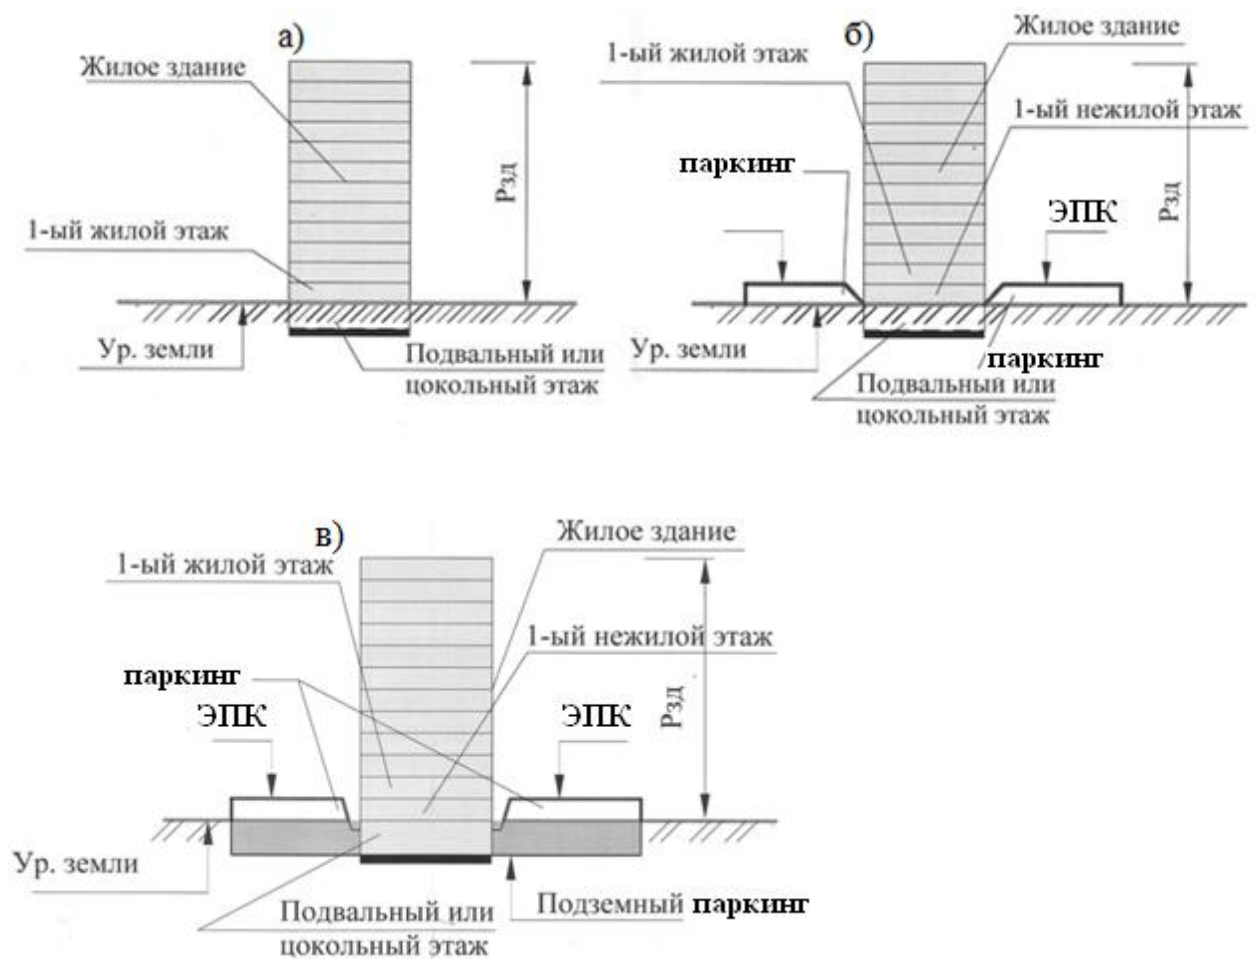 а)
Жилое здание
1-ый жилой этаж
Рзд
Ур. земли
Подвальный или
цокольный этаж
б)
Жилое здание
1-ый жилой этаж
1-ый нежилой этаж
паркинг
ЭПК
Рзд
Ур. земли
паркинг
Подвальный или
цокольный этаж
в)
Жилое здание
1-ый жилой этаж
1-ый нежилой этаж
паркинг
ЭПК
ЭПК
Рзд
Ур. земли
Подвальный или
цокольный этаж
Подземный паркинг